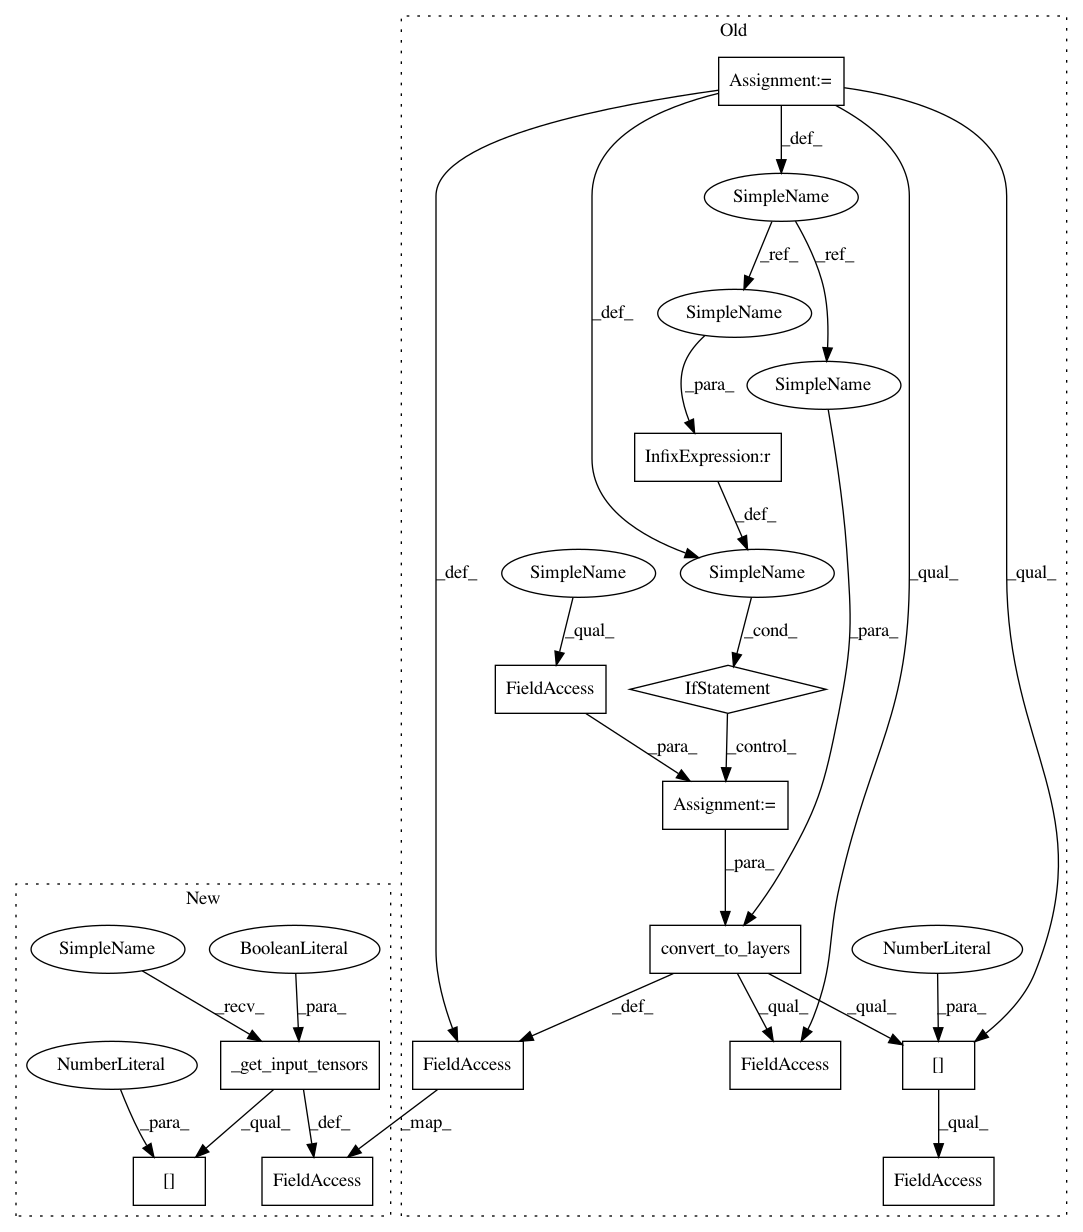 Old
Assignment:=
_def_
SimpleName
_ref_
_ref_
SimpleName
_def_
SimpleName
_para_
InfixExpression:r
_def_
SimpleName
SimpleName
_def_
_qual_
_qual_
_qual_
_cond_
_para_
FieldAccess
IfStatement
_para_
_control_
Assignment:=
_para_
New
SimpleName
BooleanLiteral
convert_to_layers
NumberLiteral
_recv_
_para_
_def_
_qual_
_qual_
_para_
NumberLiteral
_get_input_tensors
FieldAccess
FieldAccess
[]
_para_
_qual_
_def_
_map_
_qual_
[]
FieldAccess
FieldAccess